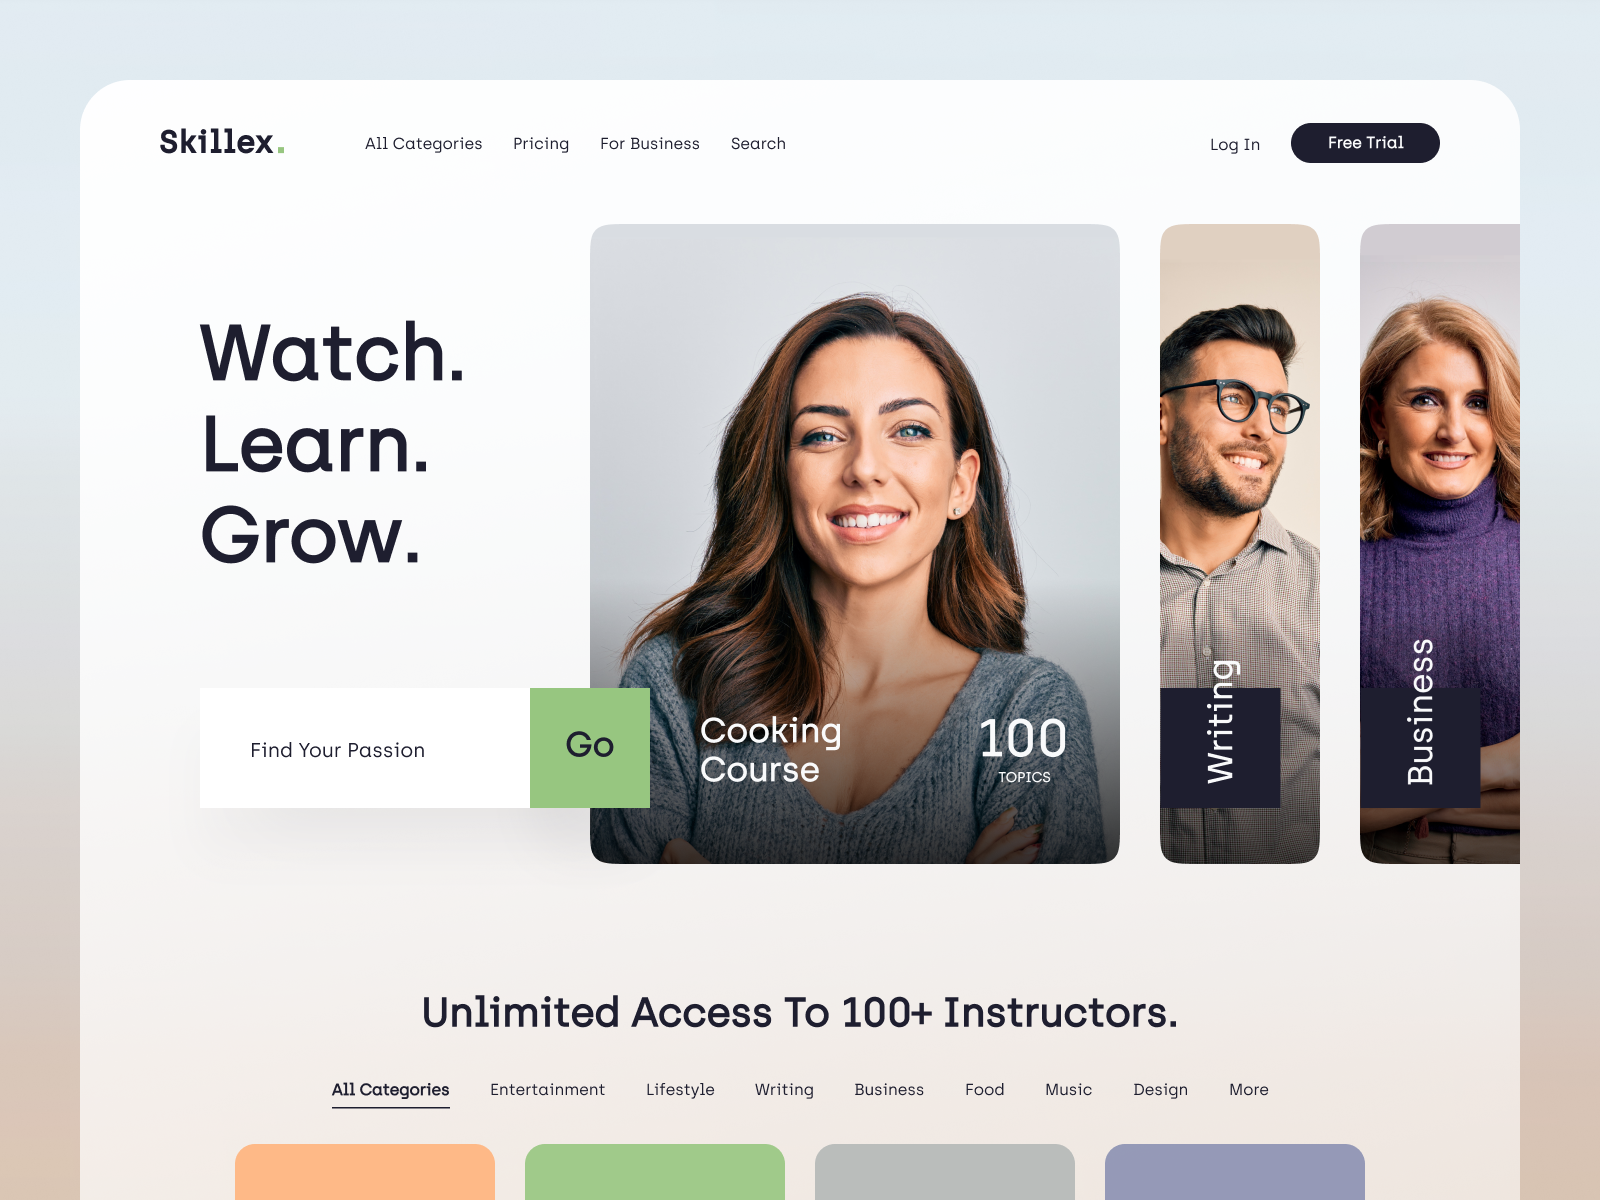 Skillex.
All Categories
Pricing
For Business
Search
Log In
Free Trial
Watch.
Learn.
Grow.
Find Your Passion
Go
Cooking
Course
100
TOPICS
Writing
Business
Unlimited Access To 100+ Instructors.
All Categories
Entertainment
Lifestyle
Writing
Business
Food
Music
Design
More